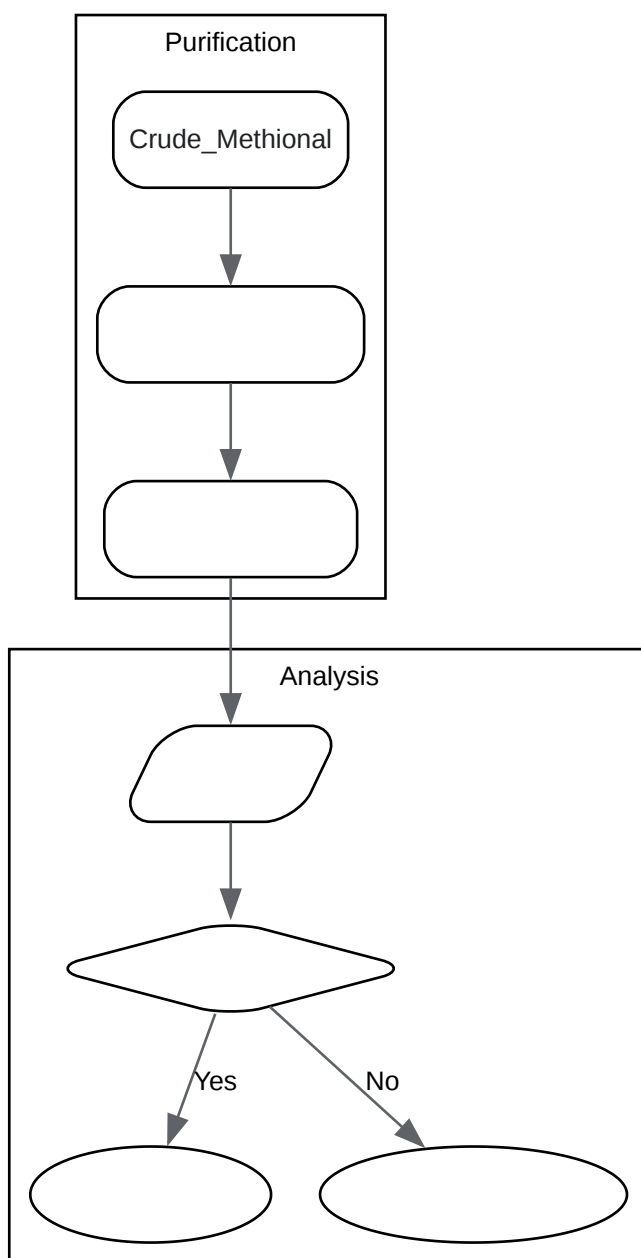 Purification
Crude_Methional
Analysis
Yes
No